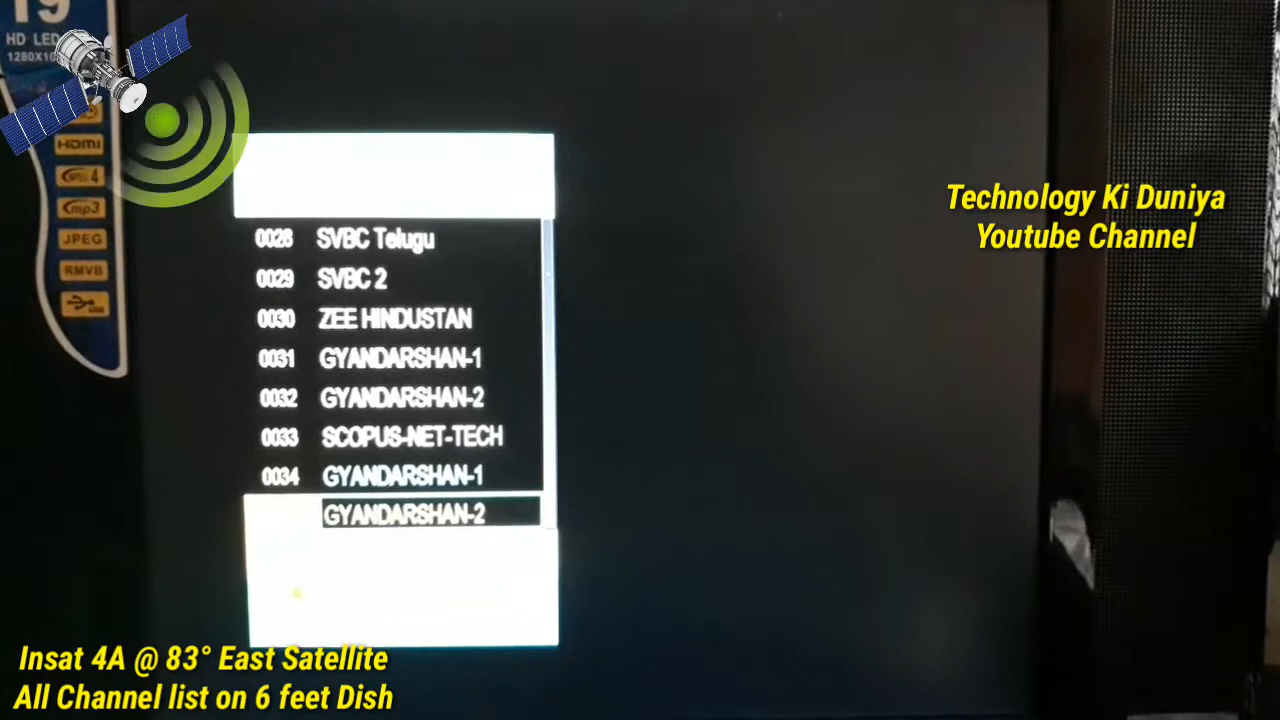 19
HD LED
HDMI
mp3
JPEG
RMVB
0028 SVBC Telugu
0029 SVBC 2
0030 ZEE HINDUSTAN
0031 GYANDARSHAN-1
0032 GYANDARSHAN-2
0033 SCOPUS-NET-TECH
0034 GYANDARSHAN-1
GYANDARSHAN-2
Technology Ki Duniya
Youtube Channel
Insat 4A @ 83° East Satellite
All Channel list on 6 feet Dish